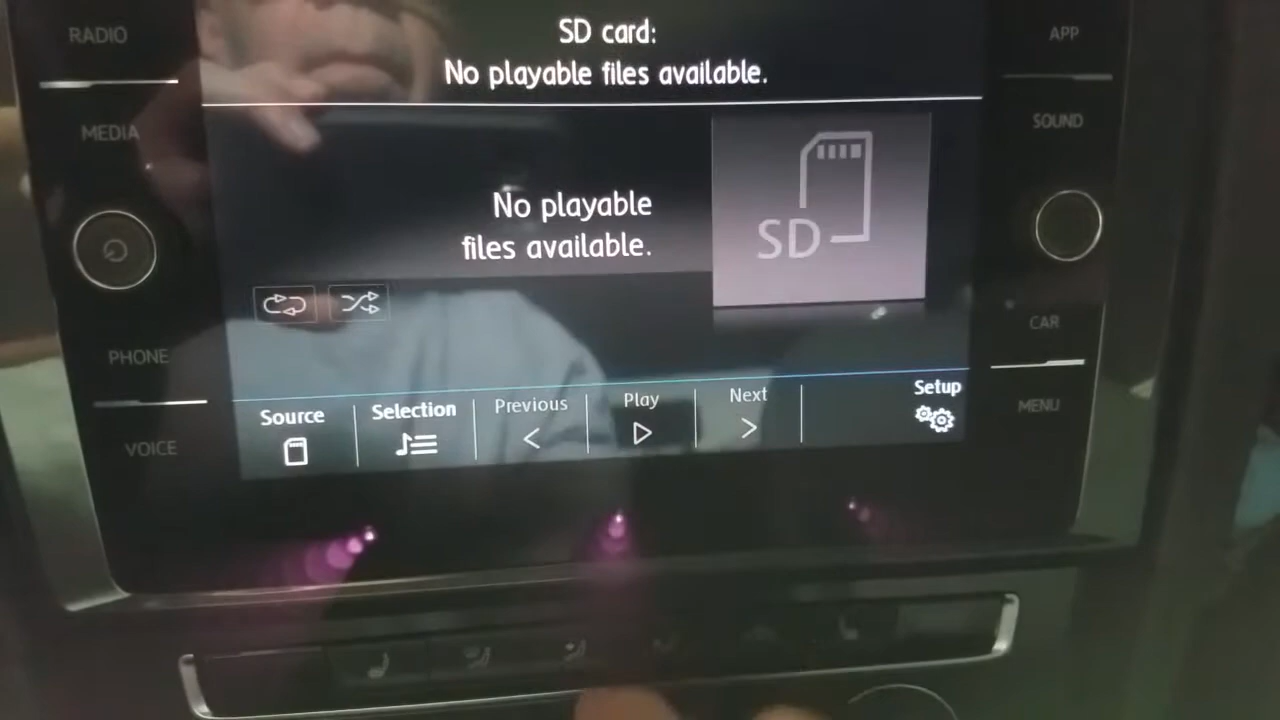 RADIO
SD card:
No playable files available.
APP
MEDIA
SOUND
No playable
files available.
SD
PHONE
CAR
Source
Selection
Previous
Play
Next
Setup
MENU
VOICE